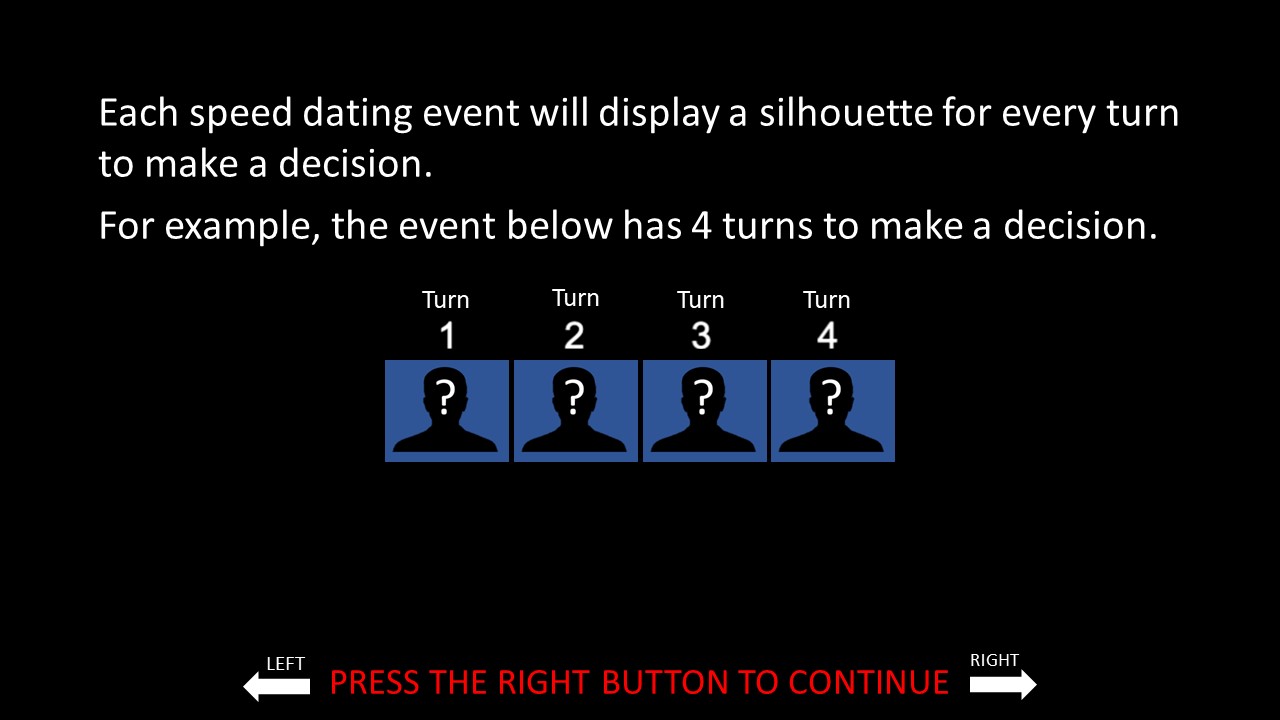 Each speed dating event will display a silhouette for every turn
to make a decision.
For example, the event below has 4 turns to make a decision.
Turn Turn Turn Turn
1 2 3 4
? ? ? ?
LEFT RIGHT
PRESS THE RIGHT BUTTON TO CONTINUE